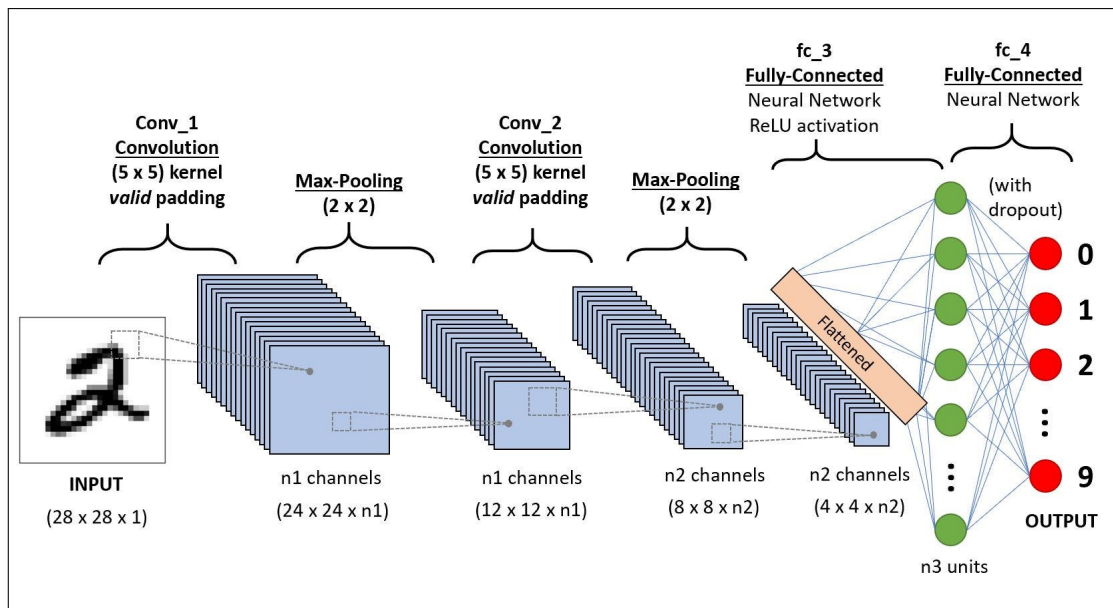 Conv_1
Convolution
(5 x 5) kernel
valid padding
Max-Pooling
(2 x 2)
Conv_2
Convolution
(5 x 5) kernel
valid padding
Max-Pooling
(2 x 2)
fc_3
Fully-Connected
Neural Network
ReLU activation
fc_4
Fully-Connected
Neural Network
(with
dropout)
Flattened
0
1
2
9
OUTPUT
2
INPUT
(28 x 28 x 1)
n1 channels
(24 x 24 x n1)
n1 channels
(12 x 12 x n1)
n2 channels
(8 x 8 x n2)
n2 channels
(4 x 4 x n2)
n3 units